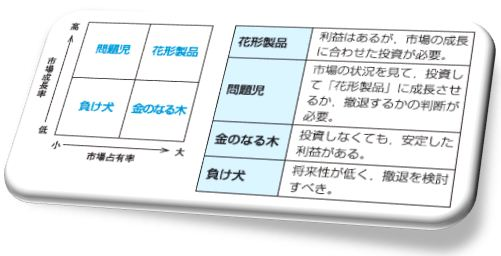 高
市場成長率
低
問題児
花形製品
負け犬
金のなる木
小
大
市場占有率
花形製品
利益はあるが、市場の成長
に合わせた投資が必要。
問題児
市場の状況を見て、投資し
て「花形製品」に成長させ
るか、撤退するかの判断が
必要。
金のなる木
投資しなくても、安定した
利益がある。
負け犬
将来性が低く、撤退を検討
すべき。